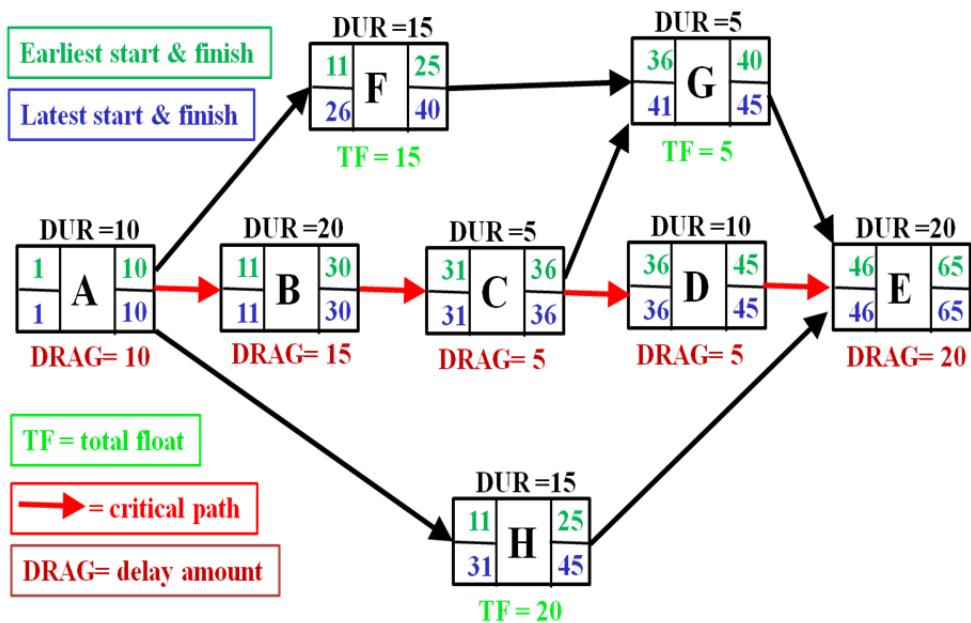 Earliest start & finish
Latest start & finish
DUR =15
11 25
F
26 40
TF = 15
DUR =5
36 40
G
41 45
TF = 5
DUR =10
1 10
A
1 10
DRAG= 10
DUR =20
11 30
B
11 30
DRAG= 15
DUR =5
31 36
C
31 36
DRAG= 5
DUR =10
36 45
D
36 45
DRAG= 5
DUR =20
46 65
E
46 65
DRAG= 20
DUR =15
11 25
H
31 45
TF = 20
TF = total float
= critical path
DRAG= delay amount